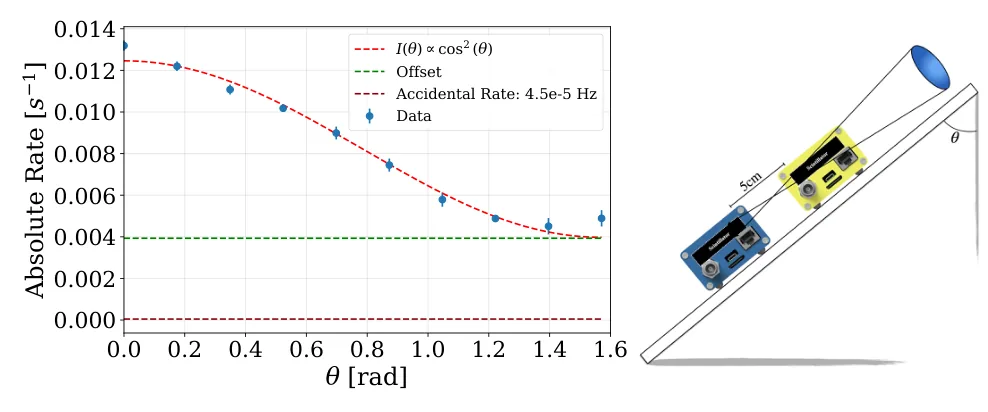 0.014
0.012
0.010
0.008
0.006
0.004
0.002
0.000
Absolute Rate [s⁻¹]
0.0 0.2 0.4 0.6 0.8 1.0 1.2 1.4 1.6
θ [rad]
I(θ) ∝ cos² (θ)
Offset
Accidental Rate: 4.5e-5 Hz
Data
θ
5cm
Scintillator
Scintillator